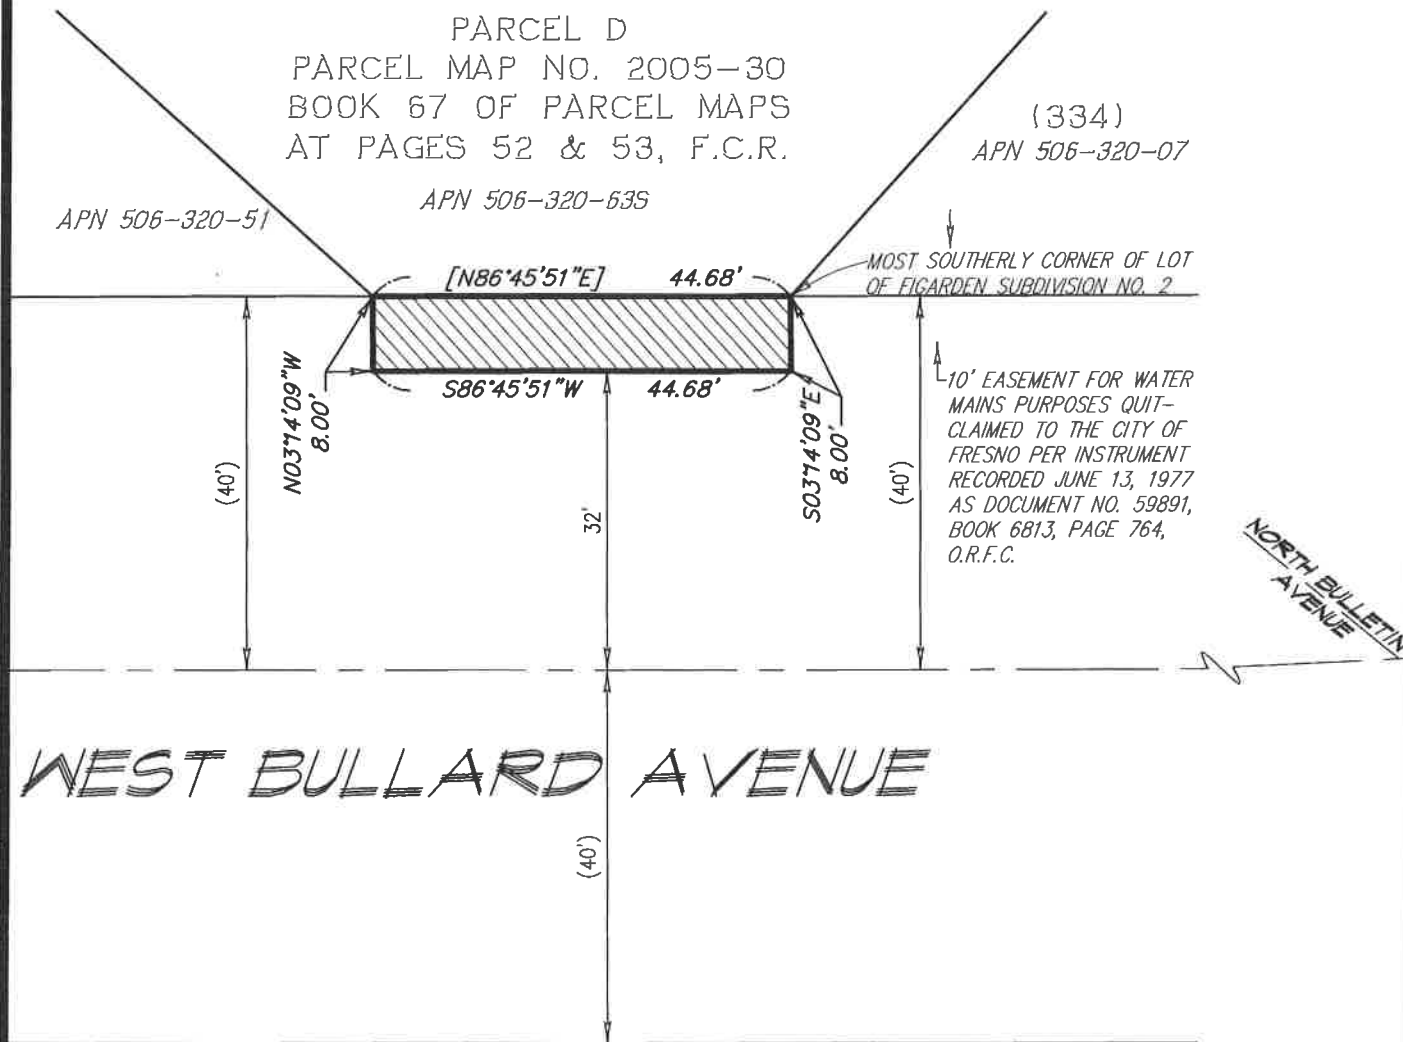 PARCEL D
PARCEL MAP NO. 2005-30
BOOK 67 OF PARCEL MAPS
AT PAGES 52 & 53, F.C.R.
APN 506-320-63S
(334)
APN 506-320-07
APN 506-320-51
MOST SOUTHERLY CORNER OF LOT
OF FIGARDEN SUBDIVISION NO. 2
[N86°45'51"E] 44.68'
S86°45'51"W 44.68'
N03°14'09"W
8.00'
S03°14'09"E
8.00'
10' EASEMENT FOR WATER
MAINS PURPOSES QUIT-
CLAIMED TO THE CITY OF
FRESNO PER INSTRUMENT
RECORDED JUNE 13, 1977
AS DOCUMENT NO. 59891,
BOOK 6813, PAGE 764,
O.R.F.C.
(40')
32'
(40')
NORTH BULLETIN
AVENUE
WEST BULLARD AVENUE
(40')